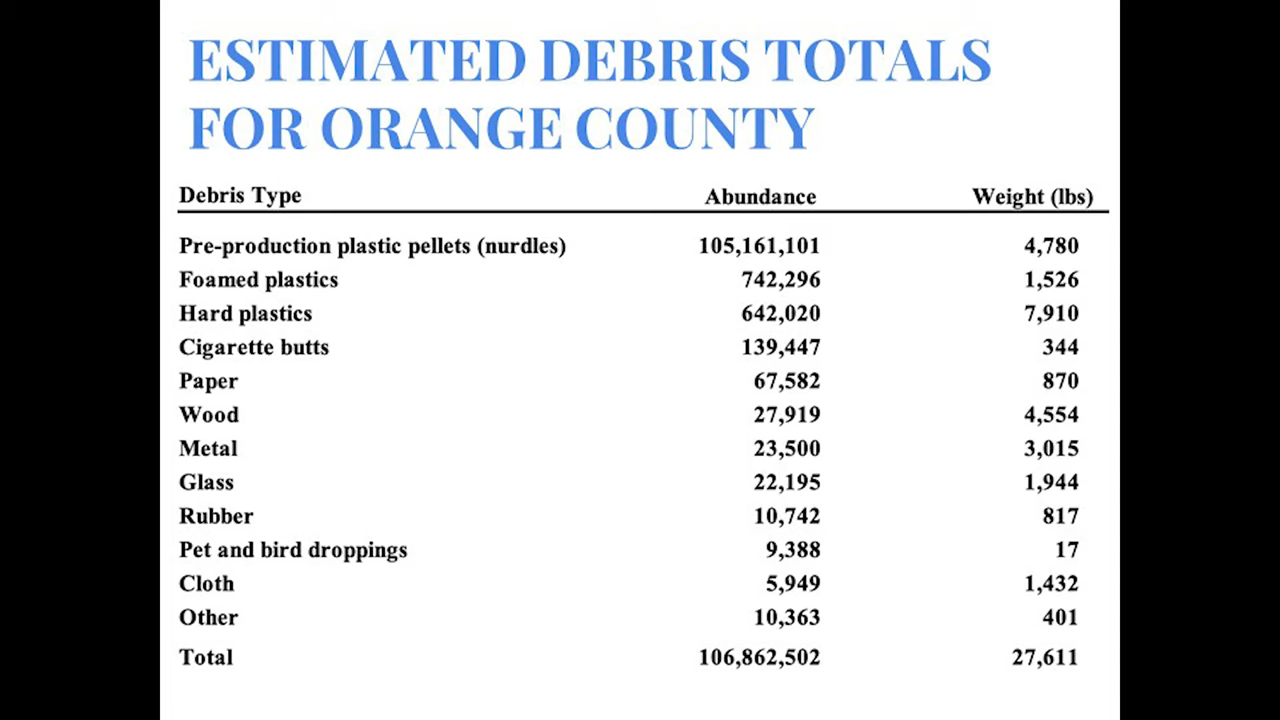 ESTIMATED DEBRIS TOTALS
FOR ORANGE COUNTY
Debris Type Abundance Weight (lbs)
Pre-production plastic pellets (nurdles) 105,161,101 4,780
Foamed plastics 742,296 1,526
Hard plastics 642,020 7,910
Cigarette butts 139,447 344
Paper 67,582 870
Wood 27,919 4,554
Metal 23,500 3,015
Glass 22,195 1,944
Rubber 10,742 817
Pet and bird droppings 9,388 17
Cloth 5,949 1,432
Other 10,363 401
Total 106,862,502 27,611